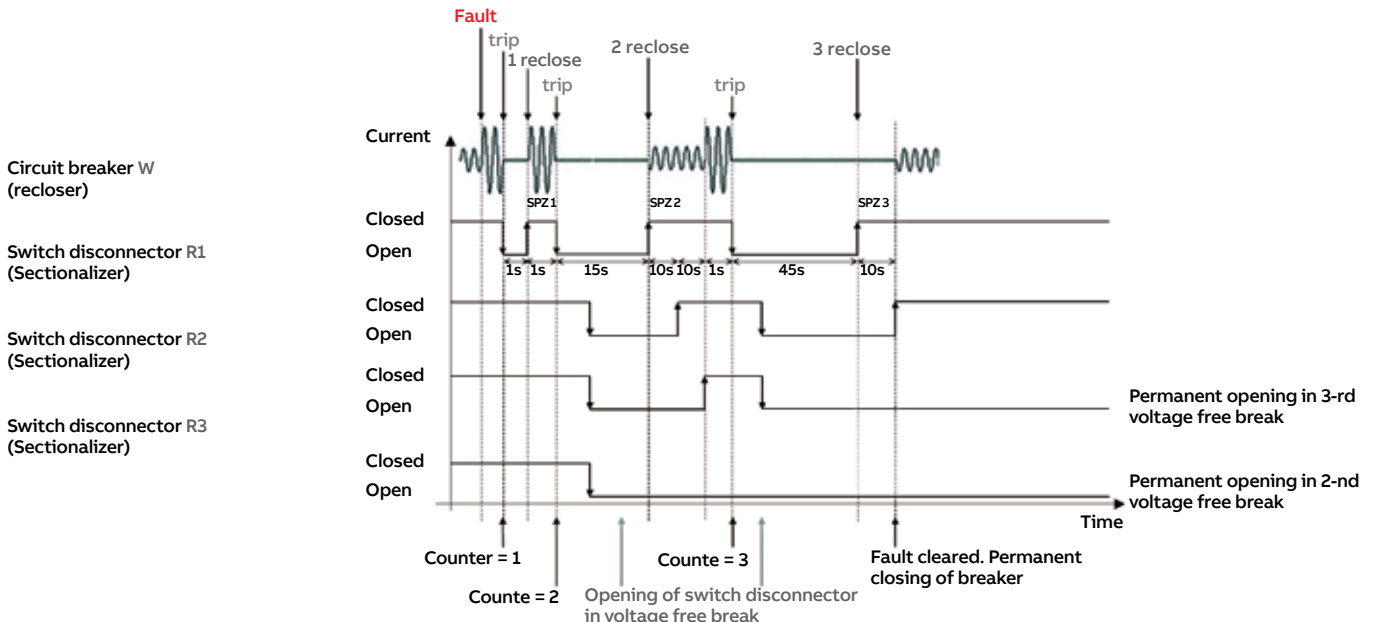 Fault
trip
1 reclose
2 reclose
3 reclose
trip
trip
Current
Circuit breaker W
(recloser)
SPZ 1
SPZ 2
SPZ 3
Closed
Open
Switch disconnector R1
(Sectionalizer)
1s
1s
15s
10s
10s
1s
45s
10s
Closed
Open
Switch disconnector R2
(Sectionalizer)
Closed
Open
Permanent opening in 3-rd
voltage free break
Switch disconnector R3
(Sectionalizer)
Closed
Open
Permanent opening in 2-nd
voltage free break
Time
Counter = 1
Counte = 3
Fault cleared. Permanent
closing of breaker
Counte = 2
Opening of switch disconnector
in voltage free break